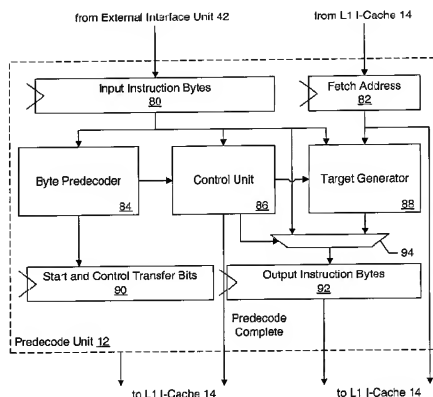 from External Interface Unit 42
from L1 I-Cache 14
Input Instruction Bytes
80
Fetch Address
82
Byte Predecoder
84
Control Unit
86
Target Generator
88
94
Start and Control Transfer Bits
90
Output Instruction Bytes
92
Predecode Unit 12
Predecode
Complete
to L1 I-Cache 14
to L1 I-Cache 14